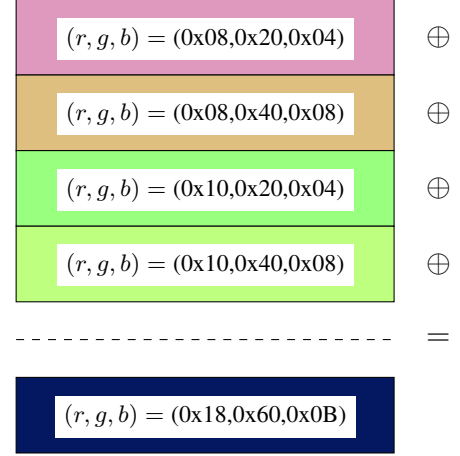 (r, g, b) = (0x08,0x20,0x04) ⊕
(r, g, b) = (0x08,0x40,0x08) ⊕
(r, g, b) = (0x10,0x20,0x04) ⊕
(r, g, b) = (0x10,0x40,0x08) ⊕
=
(r, g, b) = (0x18,0x60,0x0B)